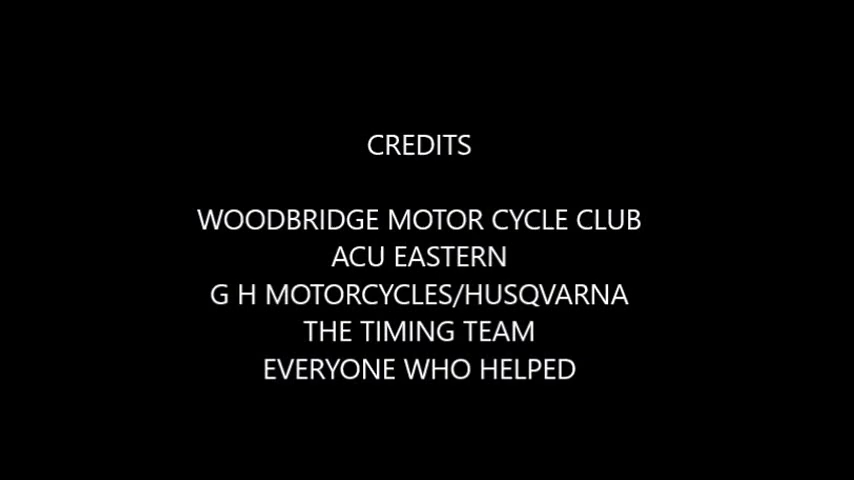 CREDITS
WOODBRIDGE MOTOR CYCLE CLUB
ACU EASTERN
G H MOTORCYCLES/HUSQVARNA
THE TIMING TEAM
EVERYONE WHO HELPED